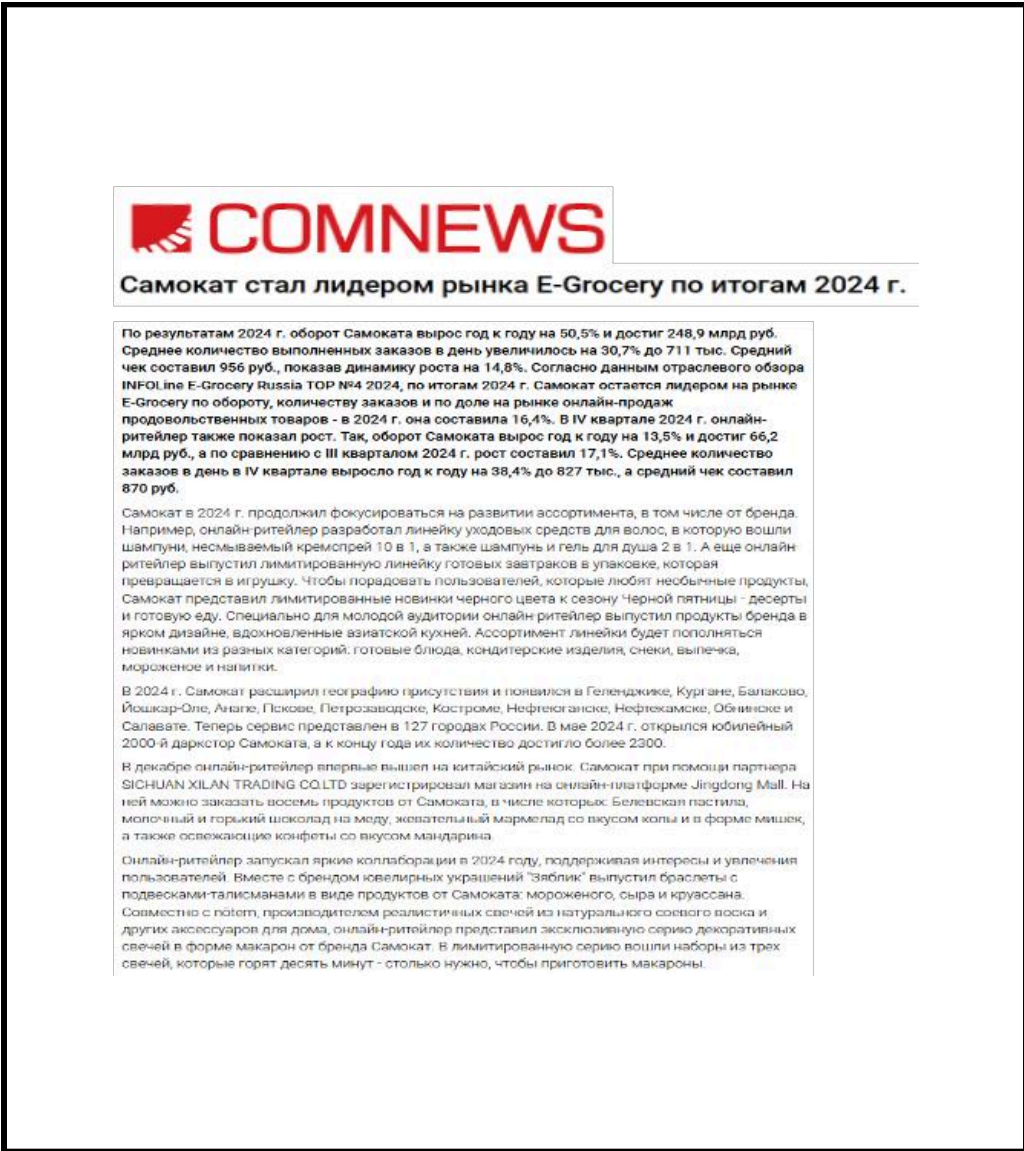 COMNEWS
Самокат стал лидером рынка E-Grocery по итогам 2024 г.
По результатам 2024 г. оборот Самоката вырос год к году на 50,5% и достиг 248,9 млрд руб.
Среднее количество выполненных заказов в день увеличилось на 30,7% до 711 тыс. Средний
чек составил 956 руб., показав динамику роста на 14,8%. Согласно данным отраслевого обзора
INFOLine E-Grocery Russia TOP №4 2024, по итогам 2024 г. Самокат остается лидером на рынке
E-Grocery по обороту, количеству заказов и по доле на рынке онлайн-продаж
продовольственных товаров - в 2024 г. она составила 16,4%. В IV квартале 2024 г. онлайн-
ритейлер также показал рост. Так, оборот Самоката вырос год к году на 13,5% и достиг 66,2
млрд руб., а по сравнению с III кварталом 2024 г. рост составил 17,1%. Среднее количество
заказов в день в IV квартале выросло год к году на 38,4% до 827 тыс., а средний чек составил
870 руб.
Самокат в 2024 г. продолжил фокусироваться на развитии ассортимента, в том числе от бренда.
Например, онлайн-ритейлер разработал линейку уходовых средств для волос, в которую вошли
шампуни, несмываемый кремспрей 10 в 1, а также шампунь и гель для душа 2 в 1. А еще онлайн-
ритейлер выпустил лимитированную линейку готовых завтраков в упаковке, которая
превращается в игрушку. Чтобы порадовать пользователей, которые любят необычные продукты,
Самокат представил лимитированные новинки черного цвета к сезону Черной пятницы - десерты
и готовую еду. Специально для молодой аудитории онлайн-ритейлер выпустил продукты бренда в
ярком дизайне, вдохновленные азиатской кухней. Ассортимент линейки будет пополняться
новинками из разных категорий: готовые блюда, кондитерские изделия, снеки, выпечка,
мороженое и напитки.
В 2024 г. Самокат расширил географию присутствия и появился в Геленджике, Кургане, Балаково,
Йошкар-Оле, Анапе, Пскове, Петрозаводске, Костроме, Нефтеюганске, Нефтекамске, Обнинске и
Салавате. Теперь сервис представлен в 127 городах России. В мае 2024 г. открылся юбилейный
2000-й даркстор Самоката, а к концу года их количество достигло более 2300.
В декабре онлайн-ритейлер впервые вышел на китайский рынок. Самокат при помощи партнера
SICHUAN XILAN TRADING CO.LTD зарегистрировал магазин на онлайн-платформе Jingdong Mall. На
ней можно заказать восемь продуктов от Самоката, в числе которых: Белевская пастила,
молочный и горький шоколад на меду, жевательный мармелад со вкусом колы и в форме мишек,
а также освежающие конфеты со вкусом мандарина.
Онлайн-ритейлер запускал яркие коллаборации в 2024 году, поддерживая интересы и увлечения
пользователей. Вместе с брендом ювелирных украшений "Зяблик" выпустил браслеты с
подвесками-талисманами в виде продуктов от Самоката: мороженого, сыра и круассана.
Совместно с nōtem, производителем реалистичных свечей из натурального соевого воска и
других аксессуаров для дома, онлайн-ритейлер представил эксклюзивную серию декоративных
свечей в форме макарон от бренда Самокат. В лимитированную серию вошли наборы из трех
свечей, которые горят десять минут - столько нужно, чтобы приготовить макароны.